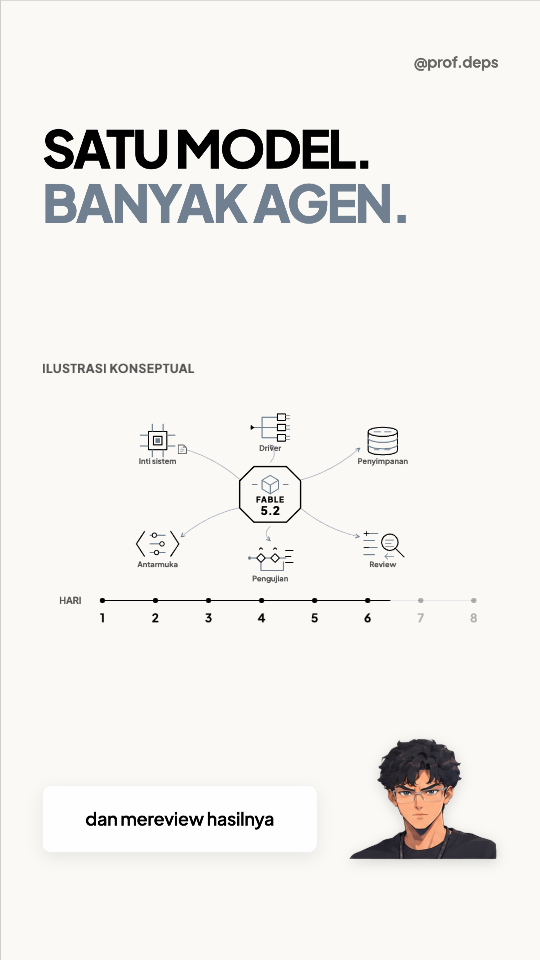 @prof.deps
SATU MODEL.
BANYAK AGEN.
ILUSTRASI KONSEPTUAL
Inti sistem
Driver
Penyimpanan
FABLE
5.2
Antarmuka
Pengujian
Review
HARI
1 2 3 4 5 6 7 8
dan mereview hasilnya